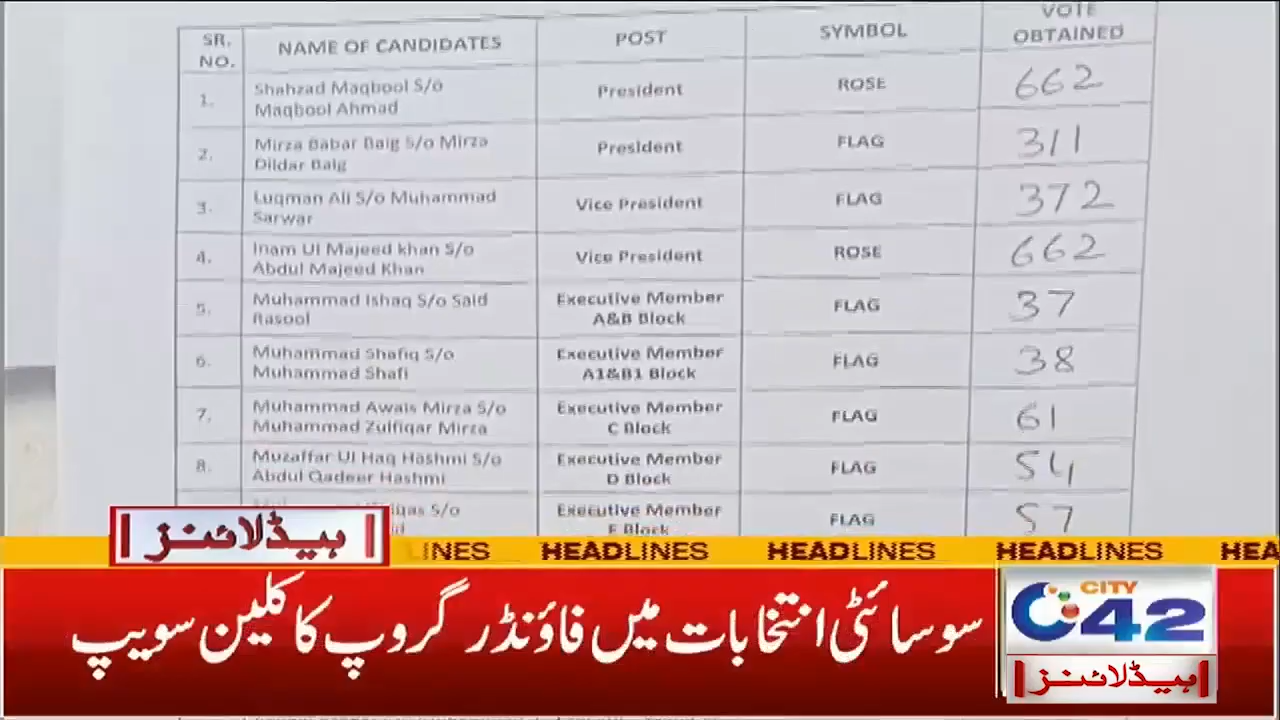 SR. NO. NAME OF CANDIDATES POST SYMBOL VOTE OBTAINED
1. Shahzad Maqbool S/o Maqbool Ahmad President ROSE 662
2. Mirza Babar Baig S/o Mirza Dildar Baig President FLAG 311
3. Luqman Ali S/o Muhammad Sarwar Vice President FLAG 372
4. Inam Ul Majeed khan S/o Abdul Majeed Khan Vice President ROSE 662
5. Muhammad Ishaq S/o Said Rasool Executive Member A&B Block FLAG 37
6. Muhammad Shafiq S/o Muhammad Shafi Executive Member A1&B1 Block FLAG 38
7. Muhammad Awais Mirza S/o Muhammad Zulfiqar Mirza Executive Member C Block FLAG 61
8. Muzaffar Ul Haq Hashmi S/o Abdul Qadeer Hashmi Executive Member D Block FLAG 54
S/o Executive Member Block FLAG 57
ہیڈلائنز
LINES HEADLINES HEADLINES HEADLINES HEA
سوسائٹی انتخابات میں فاؤنڈر گروپ کا کلین سویپ
CITY
42
ہیڈلائنز